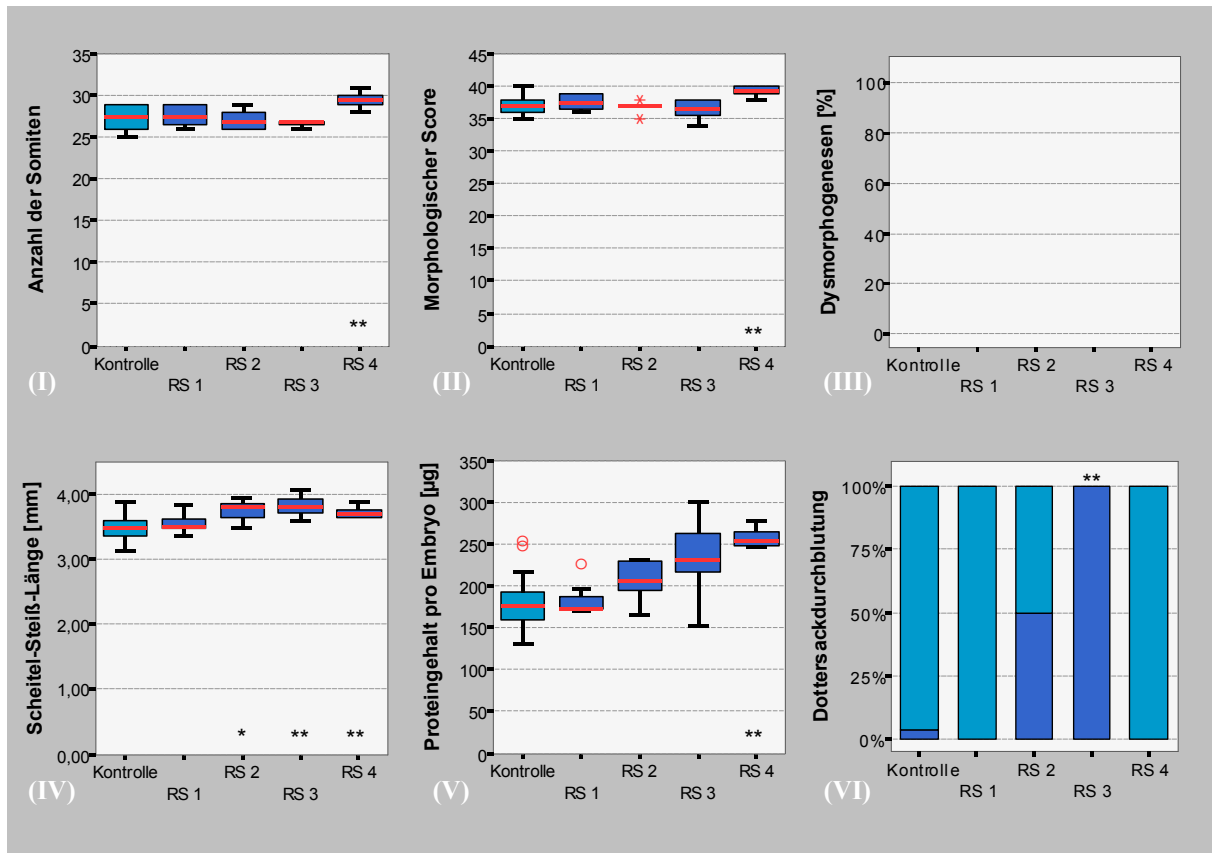 Anzahl der Somiten
35
30
25
20
15
10
5
0
**
Kontrolle
RS 1
RS 2
RS 3
RS 4
(I)
Morphologischer Score
45
40
35
30
25
20
15
10
5
0
**
Kontrolle
RS 1
RS 2
RS 3
RS 4
(II)
Dysmorphogenesen [%]
100
80
60
40
20
0
Kontrolle
RS 1
RS 2
RS 3
RS 4
(III)
Scheitel-Steiß-Länge [mm]
4,00
3,00
2,00
1,00
0,00
*
**
**
Kontrolle
RS 1
RS 2
RS 3
RS 4
(IV)
Proteingehalt pro Embryo [µg]
350
300
250
200
150
100
50
0
**
Kontrolle
RS 1
RS 2
RS 3
RS 4
(V)
Dottersackdurchblutung
**
100%
75%
50%
25%
0%
Kontrolle
RS 1
RS 2
RS 3
RS 4
(VI)